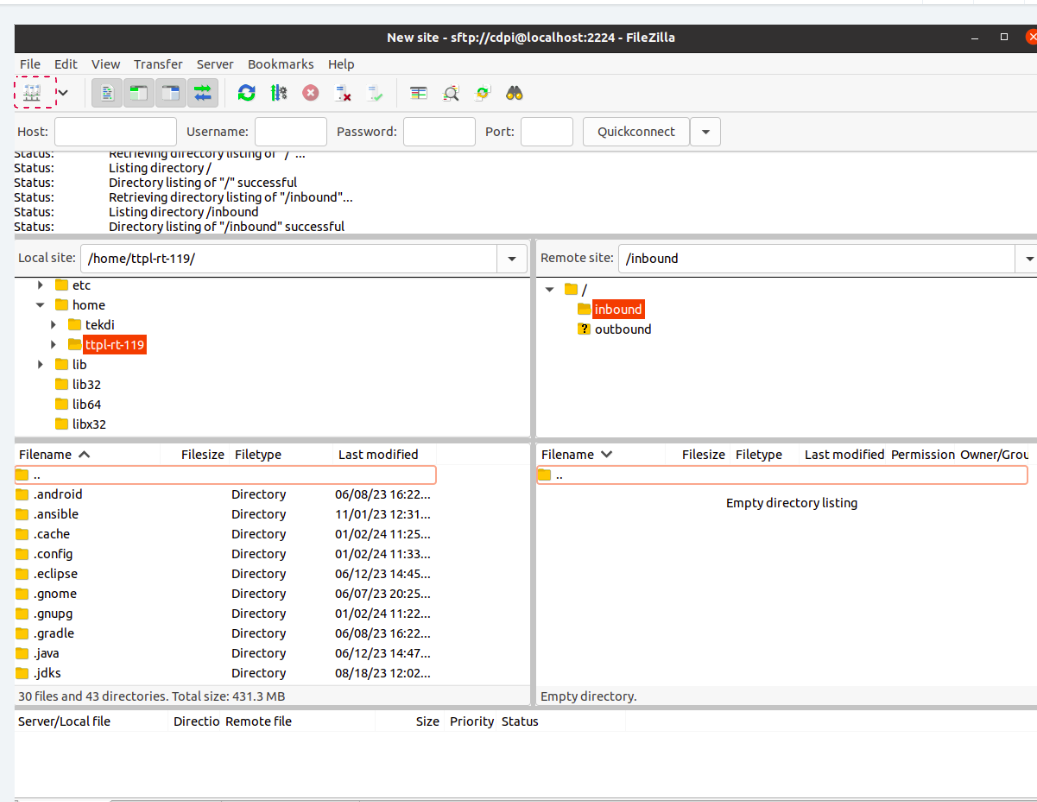 New site - sftp://cdpi@localhost:2224 - FileZilla
File Edit View Transfer Server Bookmarks Help
Host: Username: Password: Port: Quickconnect
Status: Retrieving directory listing of "/"...
Status: Listing directory /
Status: Directory listing of "/" successful
Status: Retrieving directory listing of "/inbound"...
Status: Listing directory /inbound
Status: Directory listing of "/inbound" successful
Local site: /home/ttpl-rt-119/
etc
home
tekdi
ttpl-rt-119
lib
lib32
lib64
libx32
Remote site: /inbound
/
inbound
? outbound
Filename Filesize Filetype Last modified
..
.android Directory 06/08/23 16:22...
.ansible Directory 11/01/23 12:31...
.cache Directory 01/02/24 11:25...
.config Directory 01/02/24 11:33...
.eclipse Directory 06/12/23 14:45...
.gnome Directory 06/07/23 20:25...
.gnupg Directory 01/02/24 11:22...
.gradle Directory 06/08/23 16:22...
.java Directory 06/12/23 14:47...
.jdks Directory 08/18/23 12:02...
30 files and 43 directories. Total size: 431.3 MB
Filename Filesize Filetype Last modified Permission Owner/Grou
..
Empty directory listing
Empty directory.
Server/Local file Directio Remote file Size Priority Status